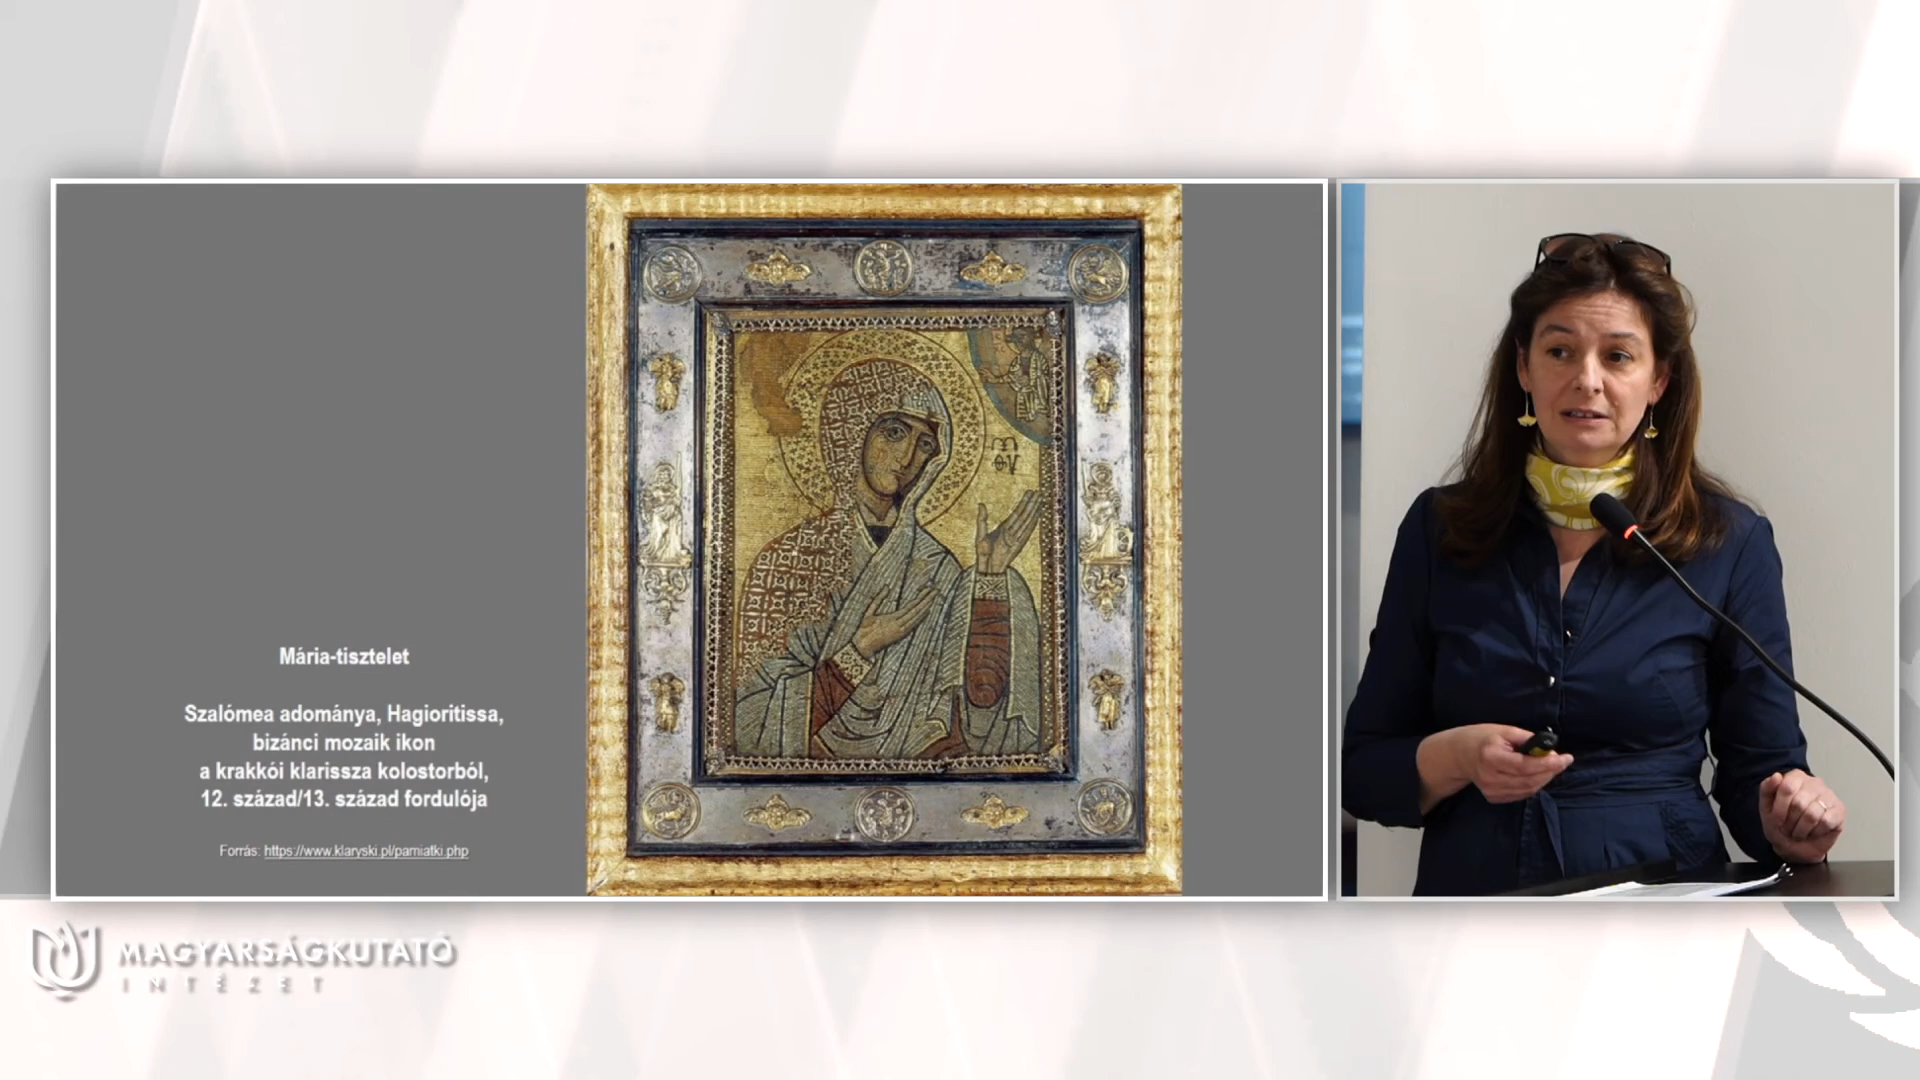 Mária-tisztelet
Szalómea adománya, Hagioritissa,
bizánci mozaik ikon
a krakkói klarissza kolostorból,
12. század/13. század fordulója
Forrás: https://www.klaryski.pl/pamiatki.php
ΘV
MAGYARSÁGKUTATÓ
INTÉZET